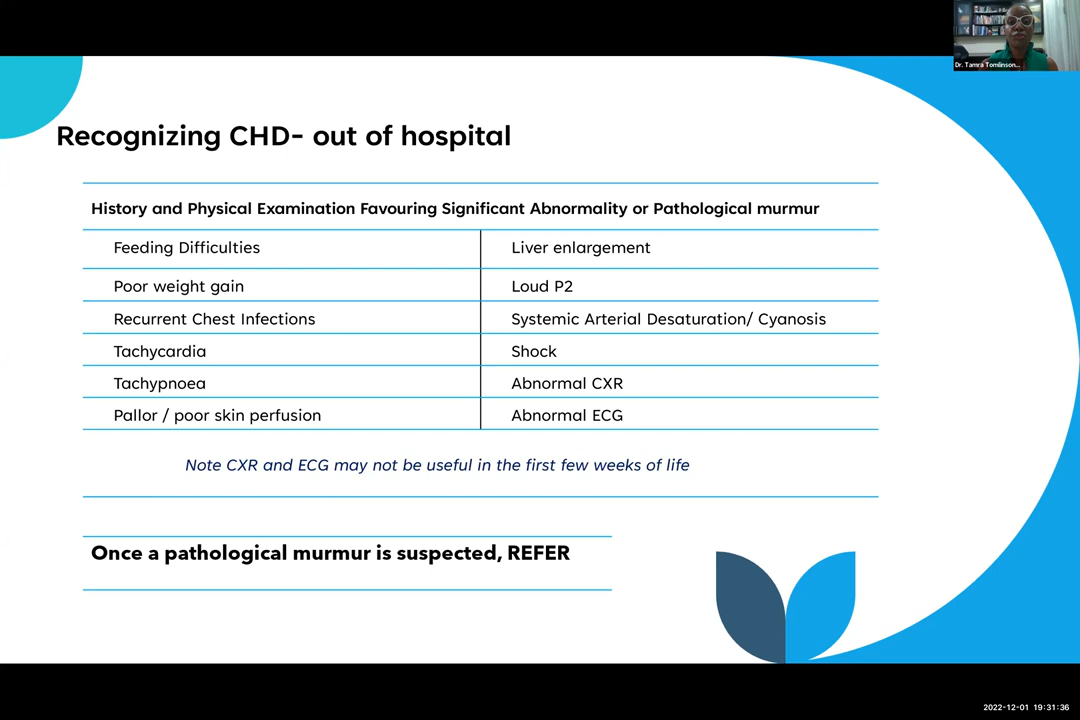 Dr. Tamra Tomlinson...
Recognizing CHD- out of hospital
History and Physical Examination Favouring Significant Abnormality or Pathological murmur
Feeding Difficulties
Liver enlargement
Poor weight gain
Loud P2
Recurrent Chest Infections
Systemic Arterial Desaturation/ Cyanosis
Tachycardia
Shock
Tachypnoea
Abnormal CXR
Pallor / poor skin perfusion
Abnormal ECG
Note CXR and ECG may not be useful in the first few weeks of life
Once a pathological murmur is suspected, REFER
2022-12-01 19:31:36